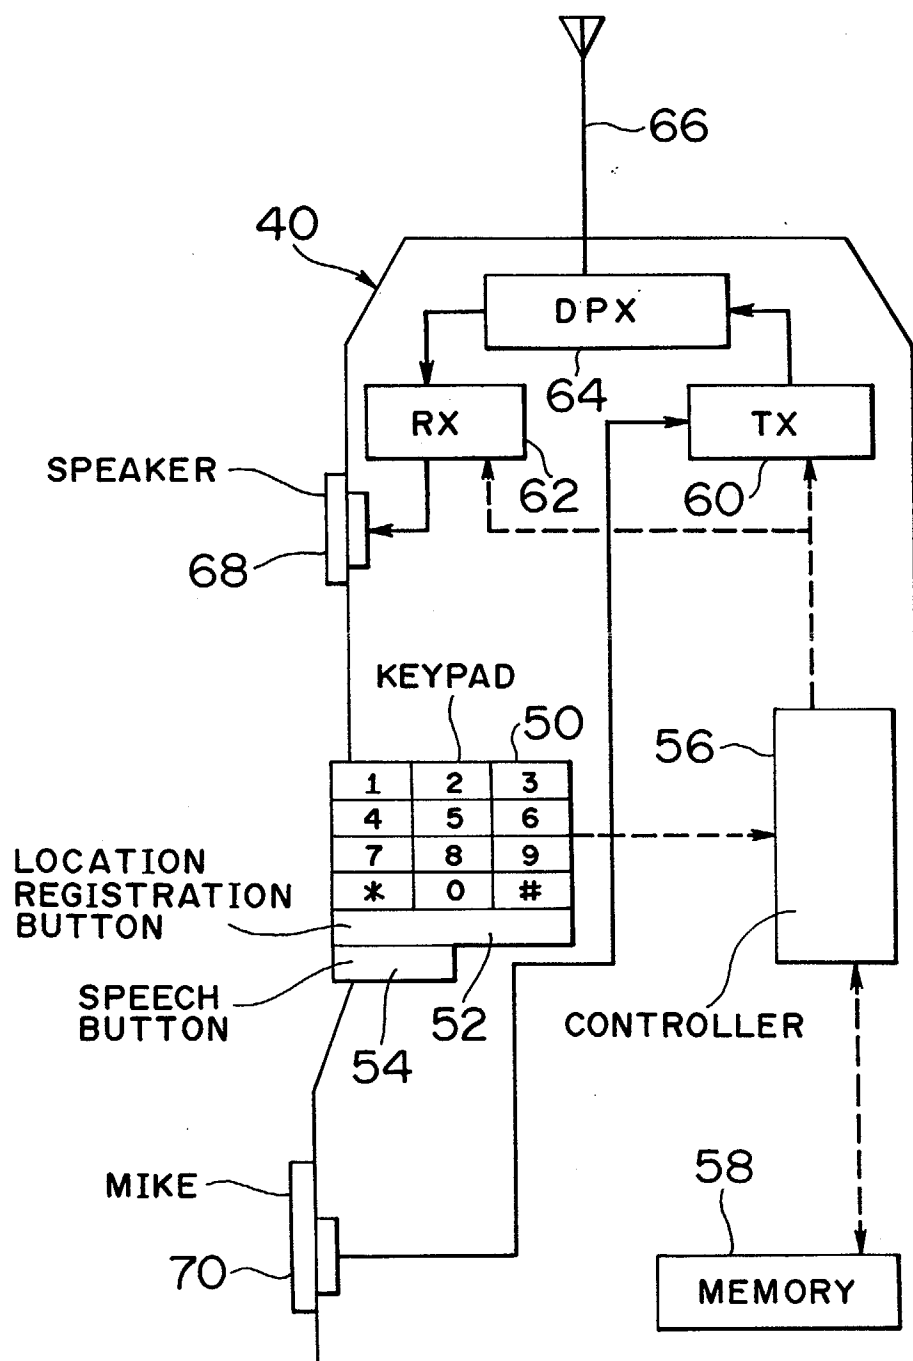 66
40
DPX
64
RX
TX
62
60
SPEAKER
68
KEYPAD
50
56
1 2 3
4 5 6
7 8 9
* 0 #
LOCATION
REGISTRATION
BUTTON
SPEECH
BUTTON
52
54
CONTROLLER
58
MIKE
70
MEMORY